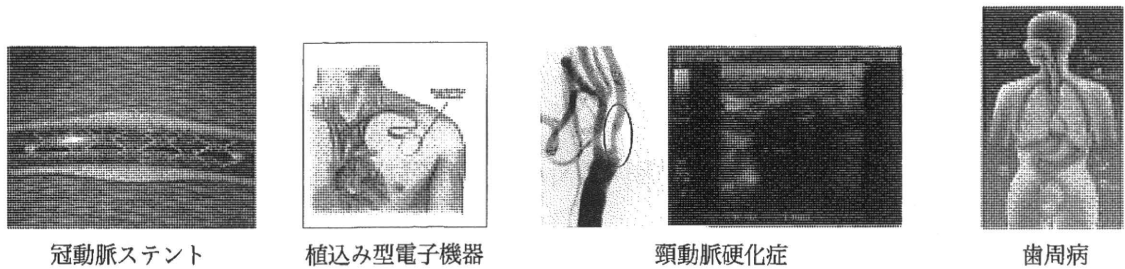 冠動脈ステント
植込み型電子機器
頸動脈硬化症
歯周病